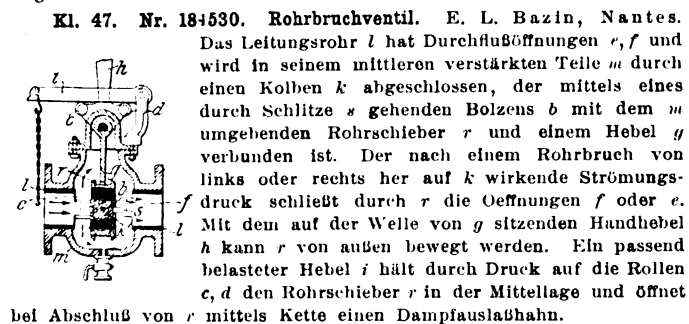 Kl. 47. Nr. 184530. Rohrbruchventil. E. L. Bazin, Nantes.
Das Leitungsrohr l hat Durchflußöffnungen e, f und
wird in seinem mittleren verstärkten Teile m durch
einen Kolben k abgeschlossen, der mittels eines
durch Schlitze s gehenden Bolzens b mit dem m
umgebenden Rohrschieber r und einem Hebel g
verbunden ist. Der nach einem Rohrbruch von
links oder rechts her auf k wirkende Strömungs-
druck schließt durch r die Oeffnungen f oder e.
Mit dem auf der Welle von g sitzenden Handhebel
h kann r von außen bewegt werden. Ein passend
belasteter Hebel i hält durch Druck auf die Rollen
c, d den Rohrschieber r in der Mittellage und öffnet
bei Abschluß von r mittels Kette einen Dampfauslaßhahn.
i
h
d
c
r
l
b
e
f
s
k
l
m